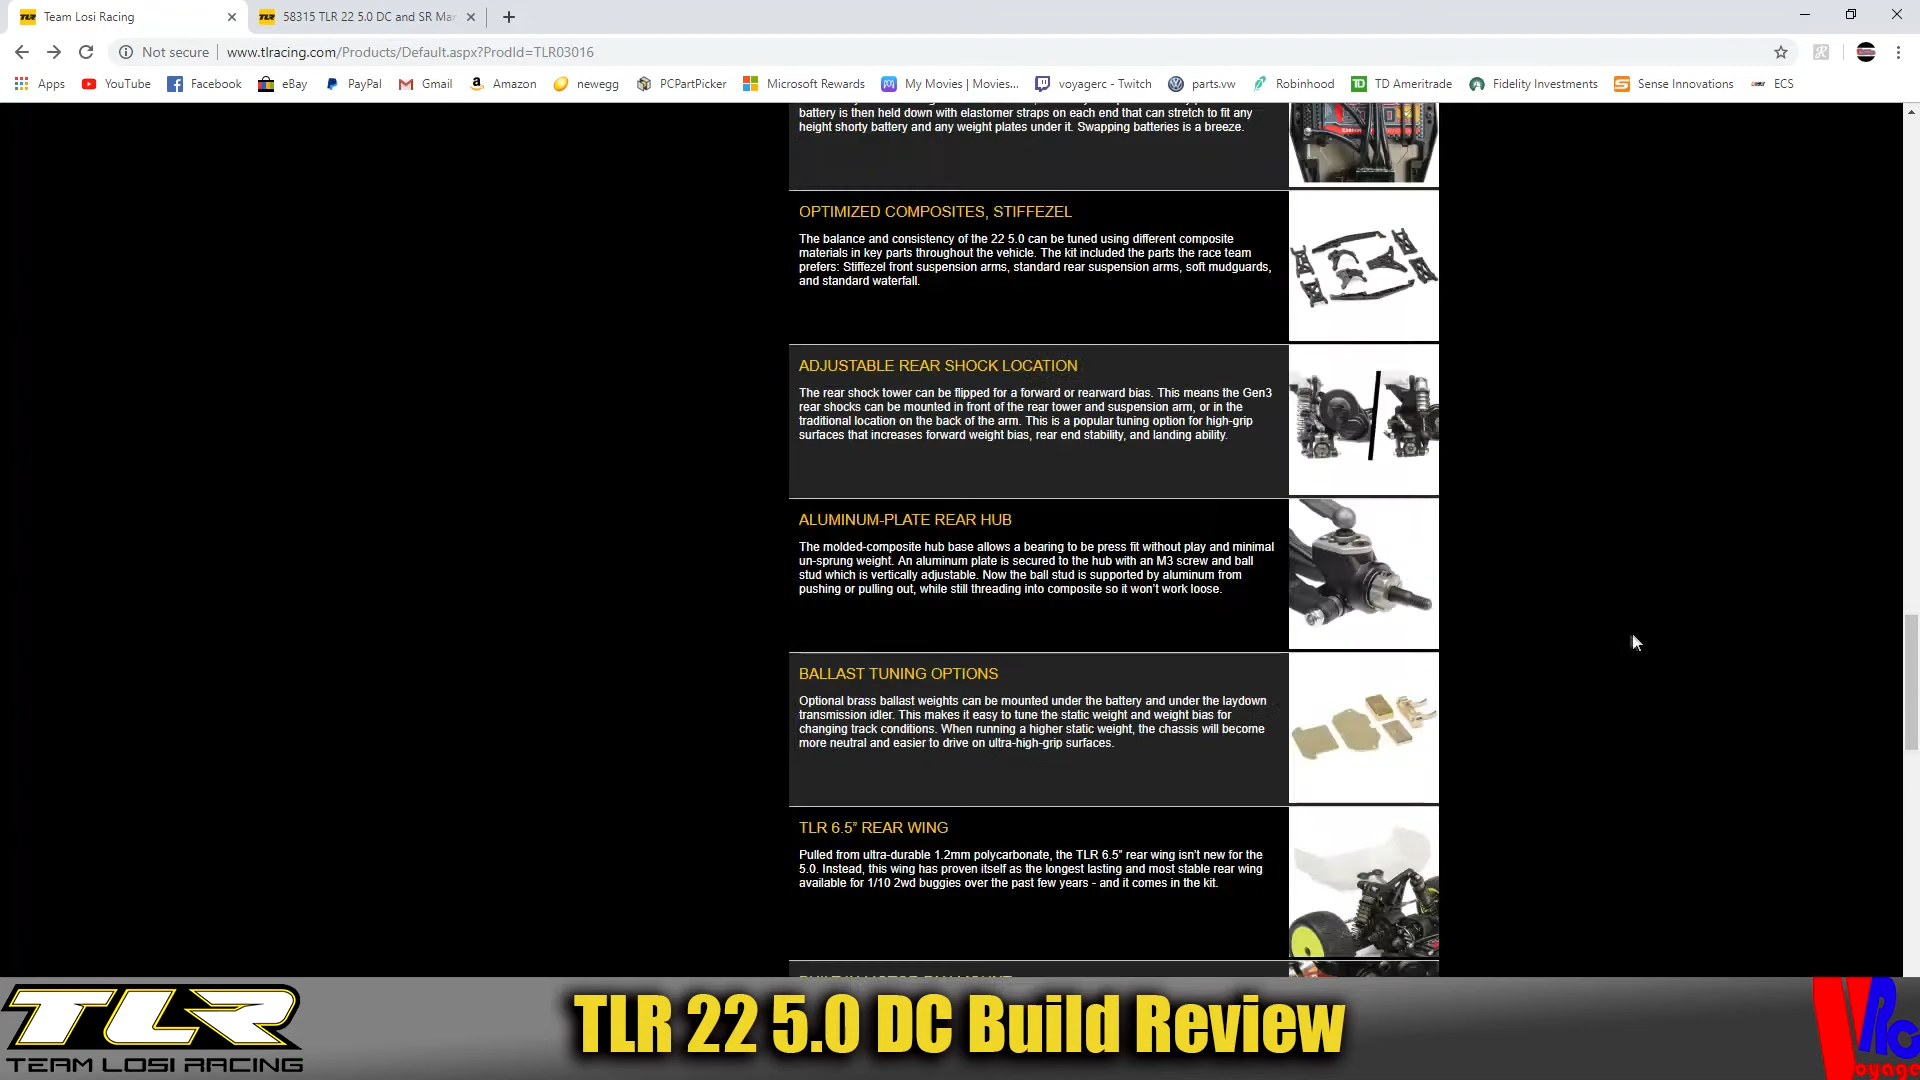 Team Losi Racing
58315 TLR 22 5.0 DC and SR Mar
Not secure
www.tlracing.com/Products/Default.aspx?ProdId=TLR03016
Apps YouTube Facebook eBay PayPal Gmail Amazon newegg PCPartPicker Microsoft Rewards My Movies | Movies... voyagerc - Twitch parts.vw Robinhood TD Ameritrade Fidelity Investments Sense Innovations ECS
battery is then held down with elastomer straps on each end that can stretch to fit any
height shorty battery and any weight plates under it. Swapping batteries is a breeze.
OPTIMIZED COMPOSITES, STIFFEZEL
The balance and consistency of the 22 5.0 can be tuned using different composite
materials in key parts throughout the vehicle. The kit included the parts the race team
prefers: Stiffezel front suspension arms, standard rear suspension arms, soft mudguards,
and standard waterfall.
ADJUSTABLE REAR SHOCK LOCATION
The rear shock tower can be flipped for a forward or rearward bias. This means the Gen3
rear shocks can be mounted in front of the rear tower and suspension arm, or in the
traditional location on the back of the arm. This is a popular tuning option for high-grip
surfaces that increases forward weight bias, rear end stability, and landing ability.
ALUMINUM-PLATE REAR HUB
The molded-composite hub base allows a bearing to be press fit without play and minimal
un-sprung weight. An aluminum plate is secured to the hub with an M3 screw and ball
stud which is vertically adjustable. Now the ball stud is supported by aluminum from
pushing or pulling out, while still threading into composite so it won't work loose.
BALLAST TUNING OPTIONS
Optional brass ballast weights can be mounted under the battery and under the laydown
transmission idler. This makes it easy to tune the static weight and weight bias for
changing track conditions. When running a higher static weight, the chassis will become
more neutral and easier to drive on ultra-high-grip surfaces.
TLR 6.5” REAR WING
Pulled from ultra-durable 1.2mm polycarbonate, the TLR 6.5” rear wing isn't new for the
5.0. Instead, this wing has proven itself as the longest lasting and most stable rear wing
available for 1/10 2wd buggies over the past few years - and it comes in the kit.
TLR
TEAM LOSI RACING
TLR 22 5.0 DC Build Review
VRC
oyage